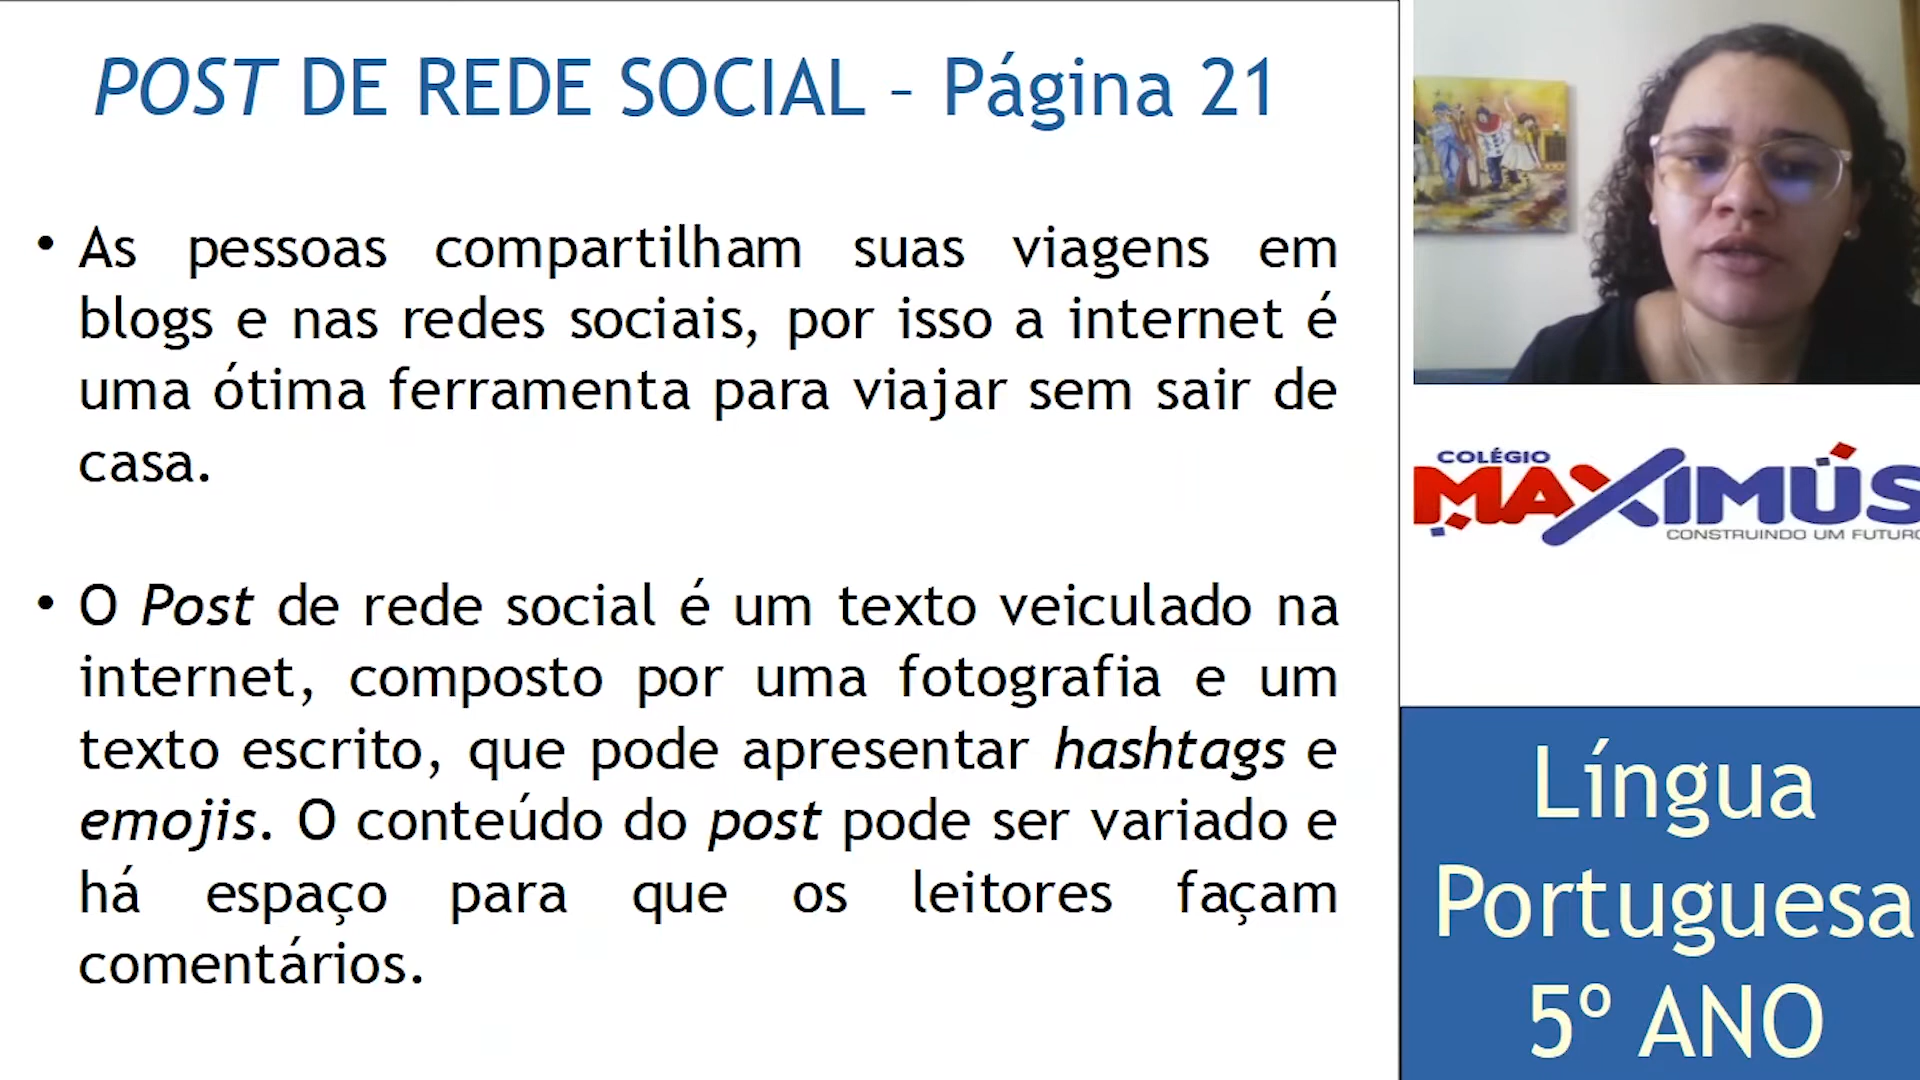 POST DE REDE SOCIAL – Página 21
• As pessoas compartilham suas viagens em
blogs e nas redes sociais, por isso a internet é
uma ótima ferramenta para viajar sem sair de
casa.
• O Post de rede social é um texto veiculado na
internet, composto por uma fotografia e um
texto escrito, que pode apresentar hashtags e
emojis. O conteúdo do post pode ser variado e
há espaço para que os leitores façam
comentários.
COLÉGIO
MAXIMÚS
CONSTRUINDO UM FUTURO
Língua
Portuguesa
5º ANO